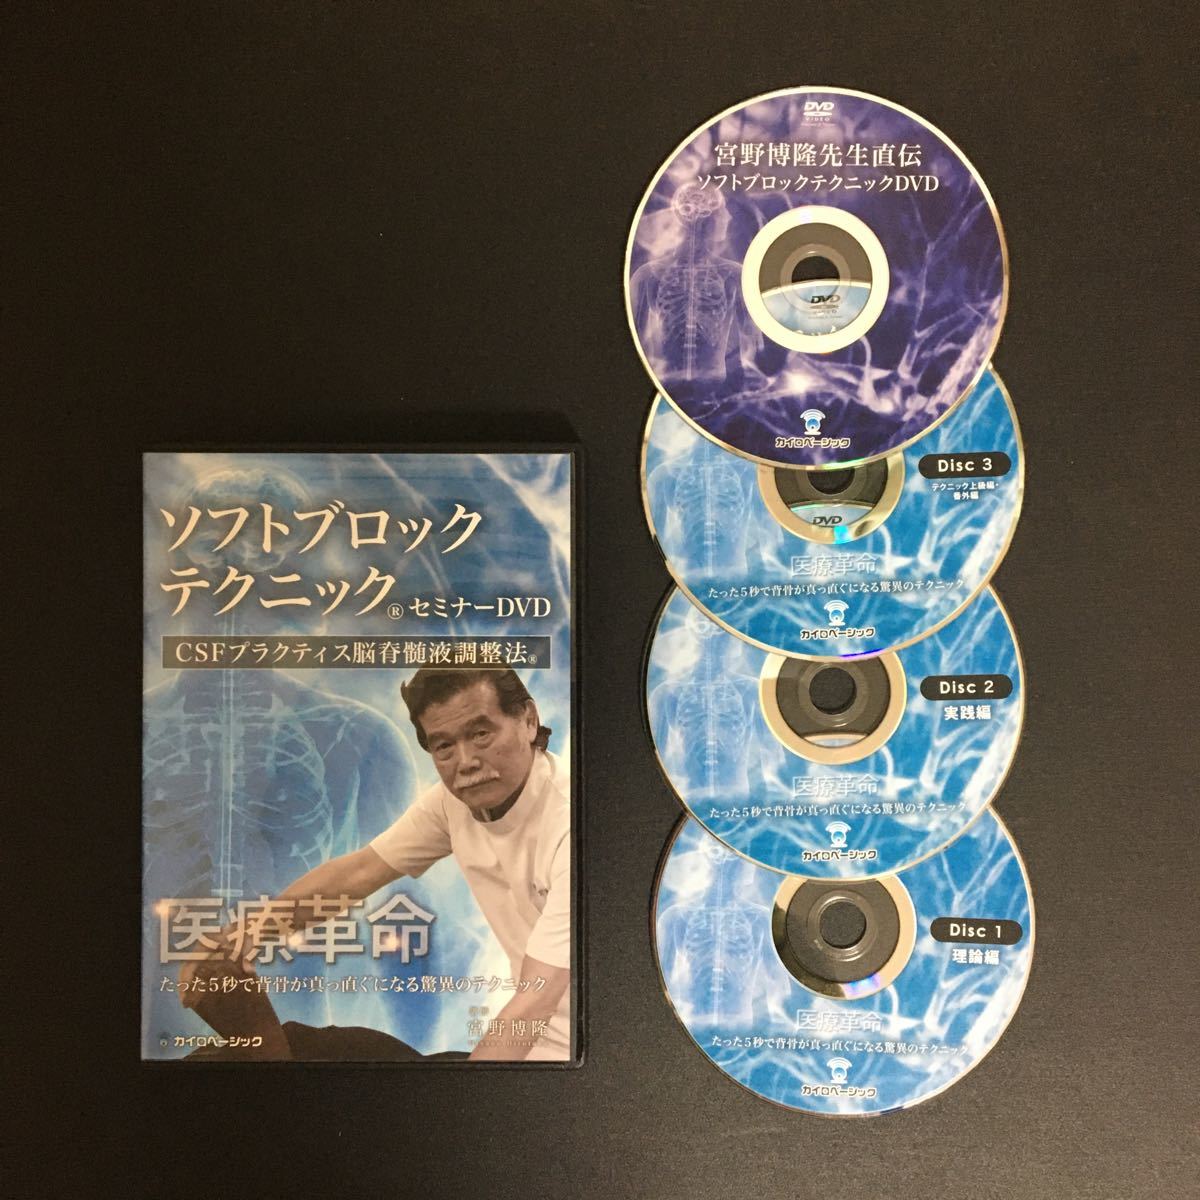 ソフトブロック
テクニック®セミナーDVD
CSFプラクティス脳脊髄液調整法®
医療革命
たった5秒で背骨が真っ直ぐになる驚異のテクニック
宮野博隆
カイロベーシック
DVD
VIDEO
宮野博隆先生直伝
ソフトブロックテクニックDVD
DVD
カイロベーシック
Disc 3
テクニック上級編・
番外編
DVD
医療革命
たった5秒で背骨が真っ直ぐになる驚異のテクニック
カイロベーシック
Disc 2
実践編
医療革命
たった5秒で背骨が真っ直ぐになる驚異のテクニック
カイロベーシック
Disc 1
理論編
医療革命
たった5秒で背骨が真っ直ぐになる驚異のテクニック
カイロベーシック